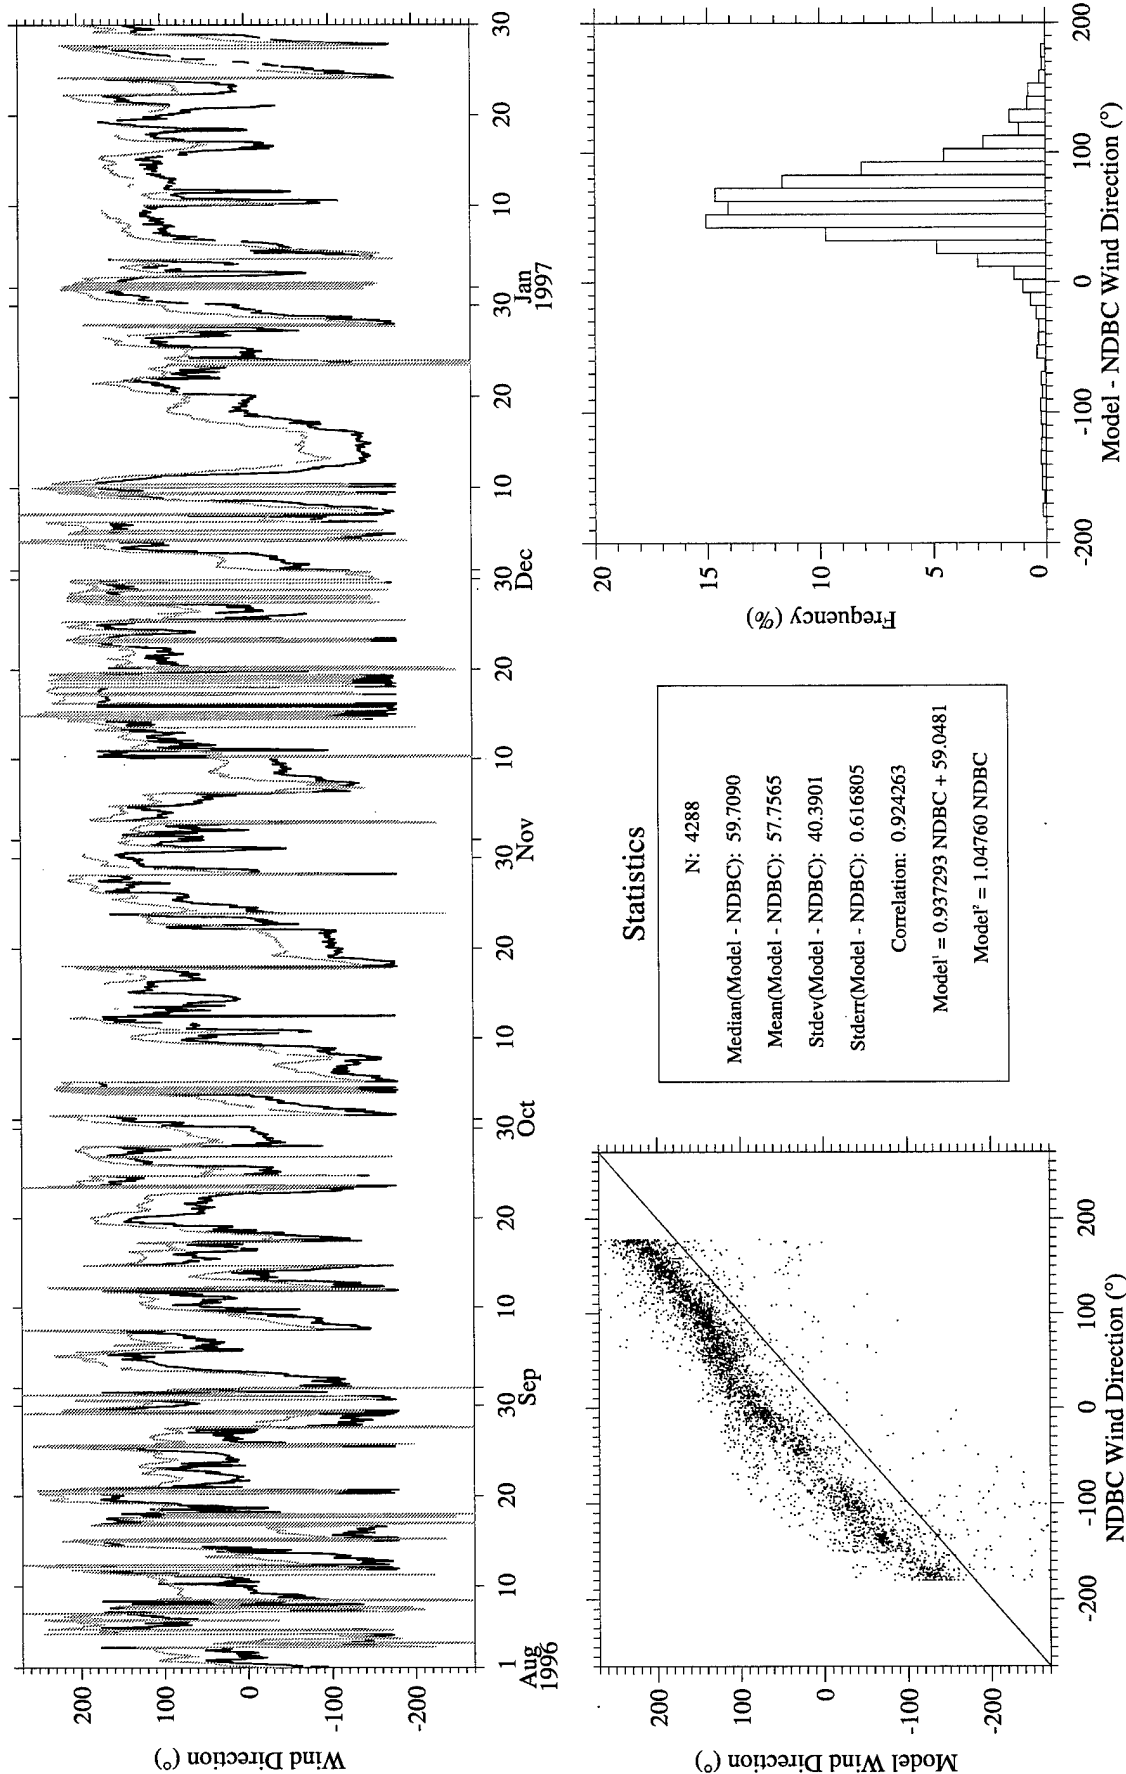 Wind Direction (°)
200
100
0
-100
-200
1
10
20
30
10
20
30
10
20
30
10
20
30
10
20
30
10
20
30
Aug
1996
Sep
Oct
Nov
Dec
Jan
1997
Model Wind Direction (°)
200
100
0
-100
-200
-200
-100
0
100
200
NDBC Wind Direction (°)
Statistics
N: 4288
Median(Model - NDBC): 59.7090
Mean(Model - NDBC): 57.7565
Stdev(Model - NDBC): 40.3901
Stderr(Model - NDBC): 0.616805
Correlation: 0.924263
Model¹ = 0.937293 NDBC + 59.0481
Model² = 1.04760 NDBC
Frequency (%)
20
15
10
5
0
-200
-100
0
100
200
Model - NDBC Wind Direction (°)